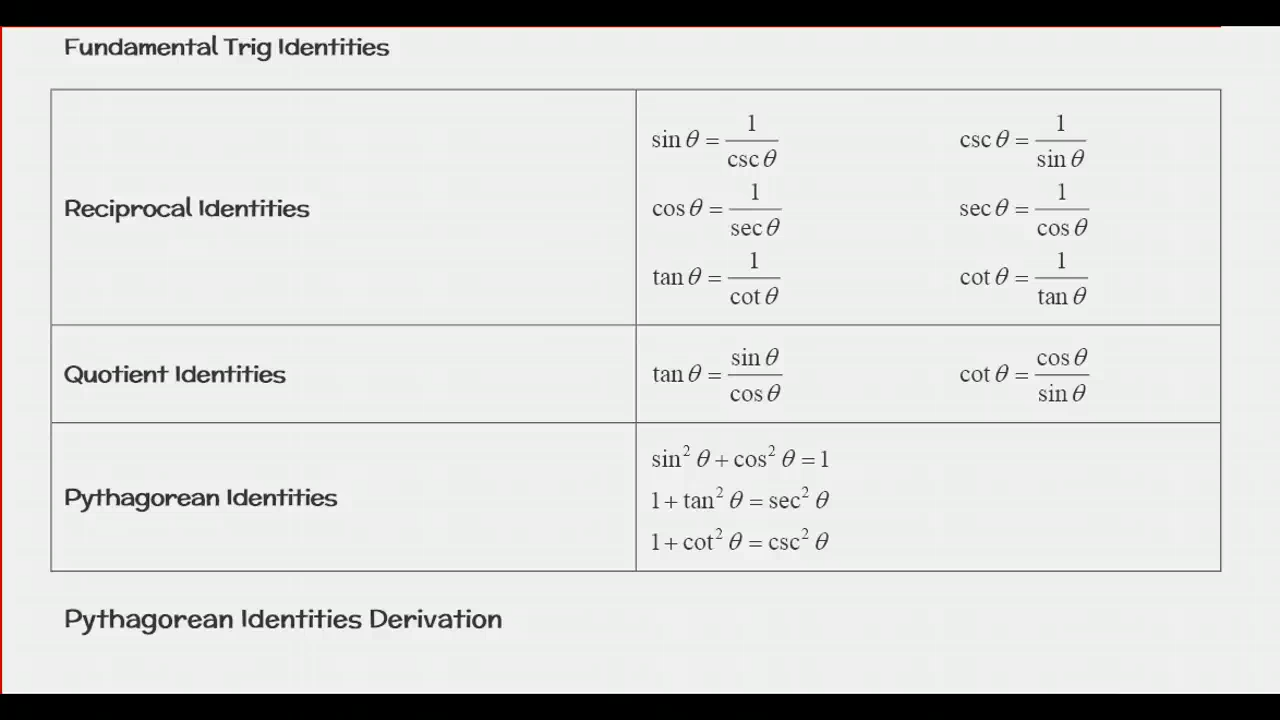 Fundamental Trig Identities
Reciprocal Identities
sin θ = 1/csc θ    csc θ = 1/sin θ
cos θ = 1/sec θ    sec θ = 1/cos θ
tan θ = 1/cot θ    cot θ = 1/tan θ
Quotient Identities
tan θ = sin θ/cos θ    cot θ = cos θ/sin θ
Pythagorean Identities
sin² θ + cos² θ = 1
1 + tan² θ = sec² θ
1 + cot² θ = csc² θ
Pythagorean Identities Derivation